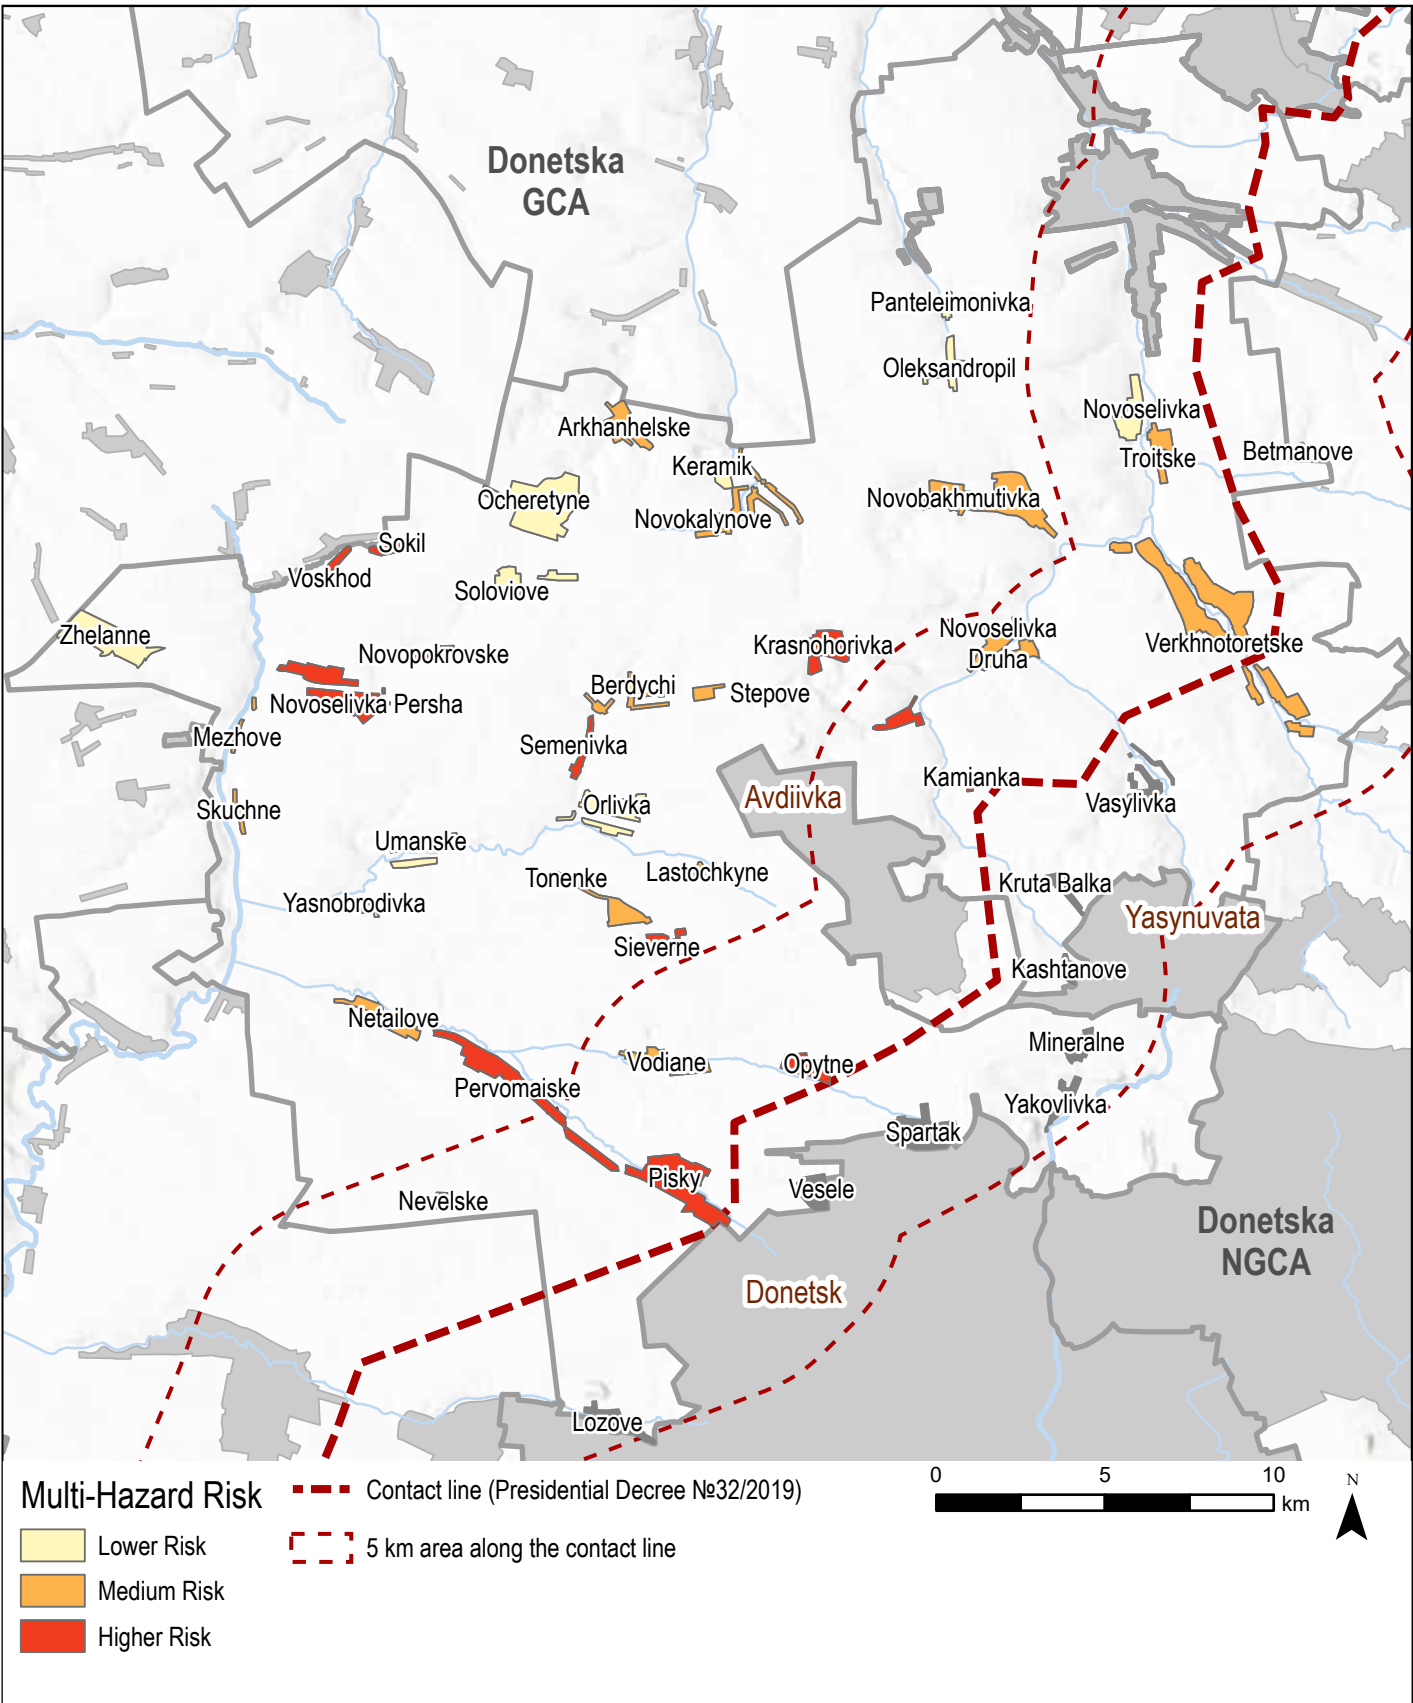 Donetska
GCA
Panteleimonivka
Oleksandropil
Novoselivka
Arkhanhelske
Betmanove
Troitske
Keramik
Ocheretyne
Novobakhmutivka
Novokalynove
Sokil
Voskhod
Soloviove
Zhelanne
Novoselivka
Druha
Krasnohorivka
Verkhnotoretske
Novopokrovske
Berdychi
Stepove
Novoselivka Persha
Mezhove
Semenivka
Kamianka
Avdiivka
Vasylivka
Orlivka
Skuchne
Umanske
Lastochkyne
Tonenke
Kruta Balka
Yasnobrodivka
Yasynuvata
Sieverne
Kashtanove
Netailove
Mineralne
Vodiane
Opytne
Pervomaiske
Yakovlivka
Spartak
Pisky
Vesele
Nevelske
Donetska
NGCA
Donetsk
Lozove
Multi-Hazard Risk
Lower Risk
Medium Risk
Higher Risk
Contact line (Presidential Decree №32/2019)
5 km area along the contact line
0 5 10
km
N